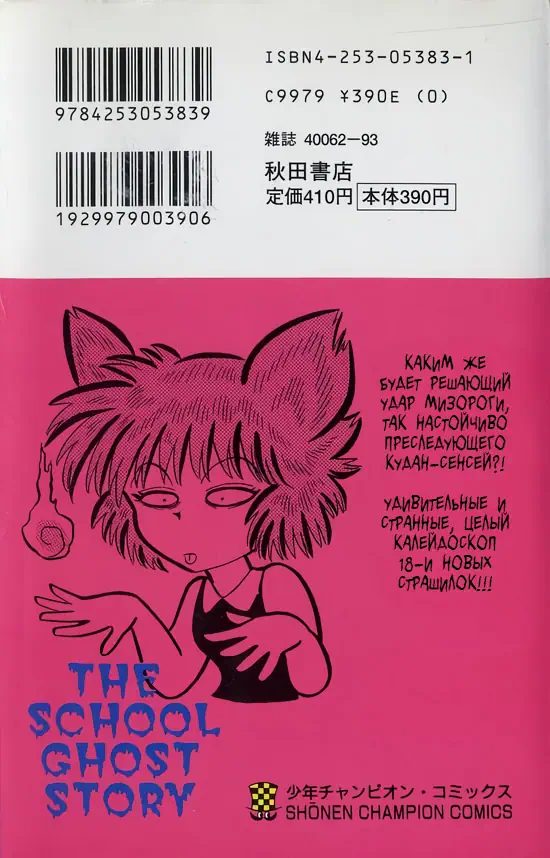 ISBN4-253-05383-1
9784253053839
C9979 ¥390E (0)
雑誌 40062-93
秋田書店
定価410円 本体390円
1929979003906
КАКИМ ЖЕ
БУДЕТ РЕШАЮЩИЙ
УДАР МИЗОРОГИ,
ТАК НАСТОЙЧИВО
ПРЕСЛЕДУЮЩЕГО
КУДАН-СЕНСЕЙ?!
УДИВИТЕЛЬНЫЕ И
СТРАННЫЕ, ЦЕЛЫЙ
КАЛЕЙДОСКОП
18-И НОВЫХ
СТРАШИЛОК!!!
THE
SCHOOL
GHOST
STORY
少年チャンピオン・コミックス
SHŌNEN CHAMPION COMICS